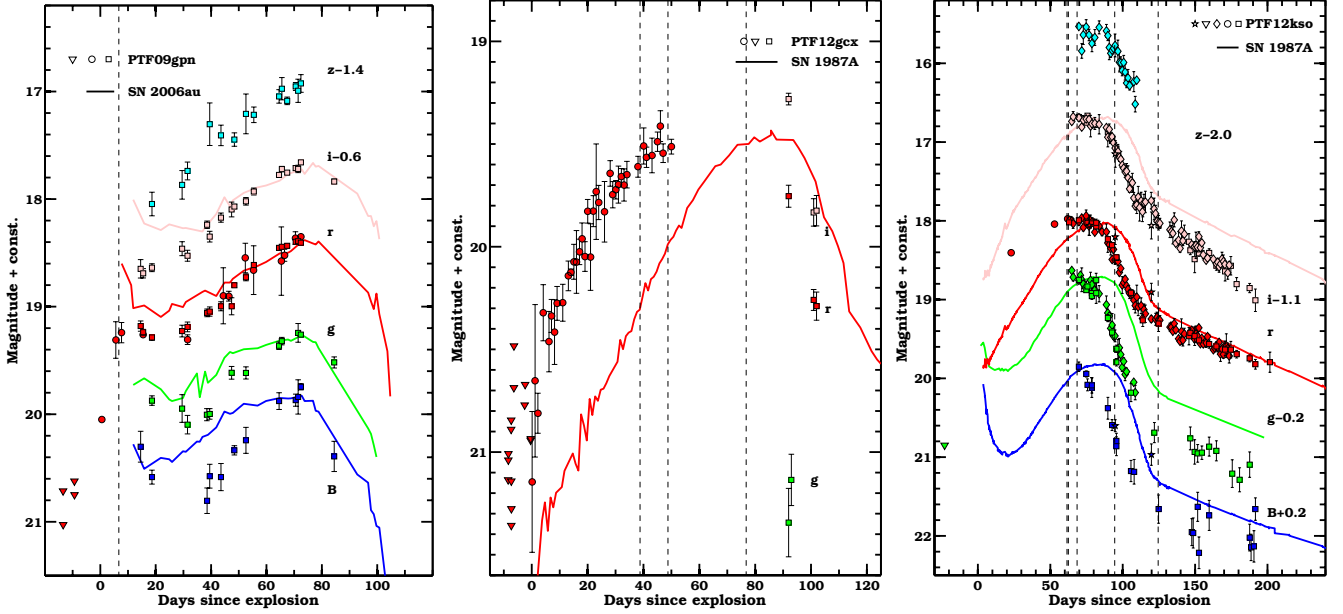 PTF09gpn
SN 2006au
z−1.4
i−0.6
r
g
B
17
18
19
20
21
Magnitude + const.
0
20
40
60
80
100
Days since explosion
PTF12gcx
SN 1987A
i
r
g
19
20
21
Magnitude + const.
0
20
40
60
80
100
120
Days since explosion
PTF12kso
SN 1987A
z−2.0
i−1.1
r
g−0.2
B+0.2
16
17
18
19
20
21
22
Magnitude + const.
0
50
100
150
200
Days since explosion